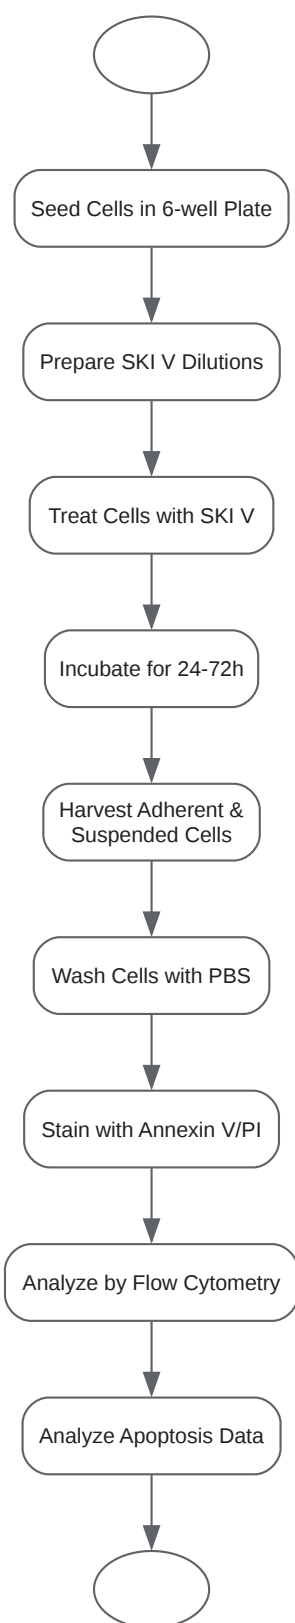 Seed Cells in 6-well Plate
Prepare SKI V Dilutions
Treat Cells with SKI V
Incubate for 24-72h
Harvest Adherent &
Suspended Cells
Wash Cells with PBS
Stain with Annexin V/PI
Analyze by Flow Cytometry
Analyze Apoptosis Data